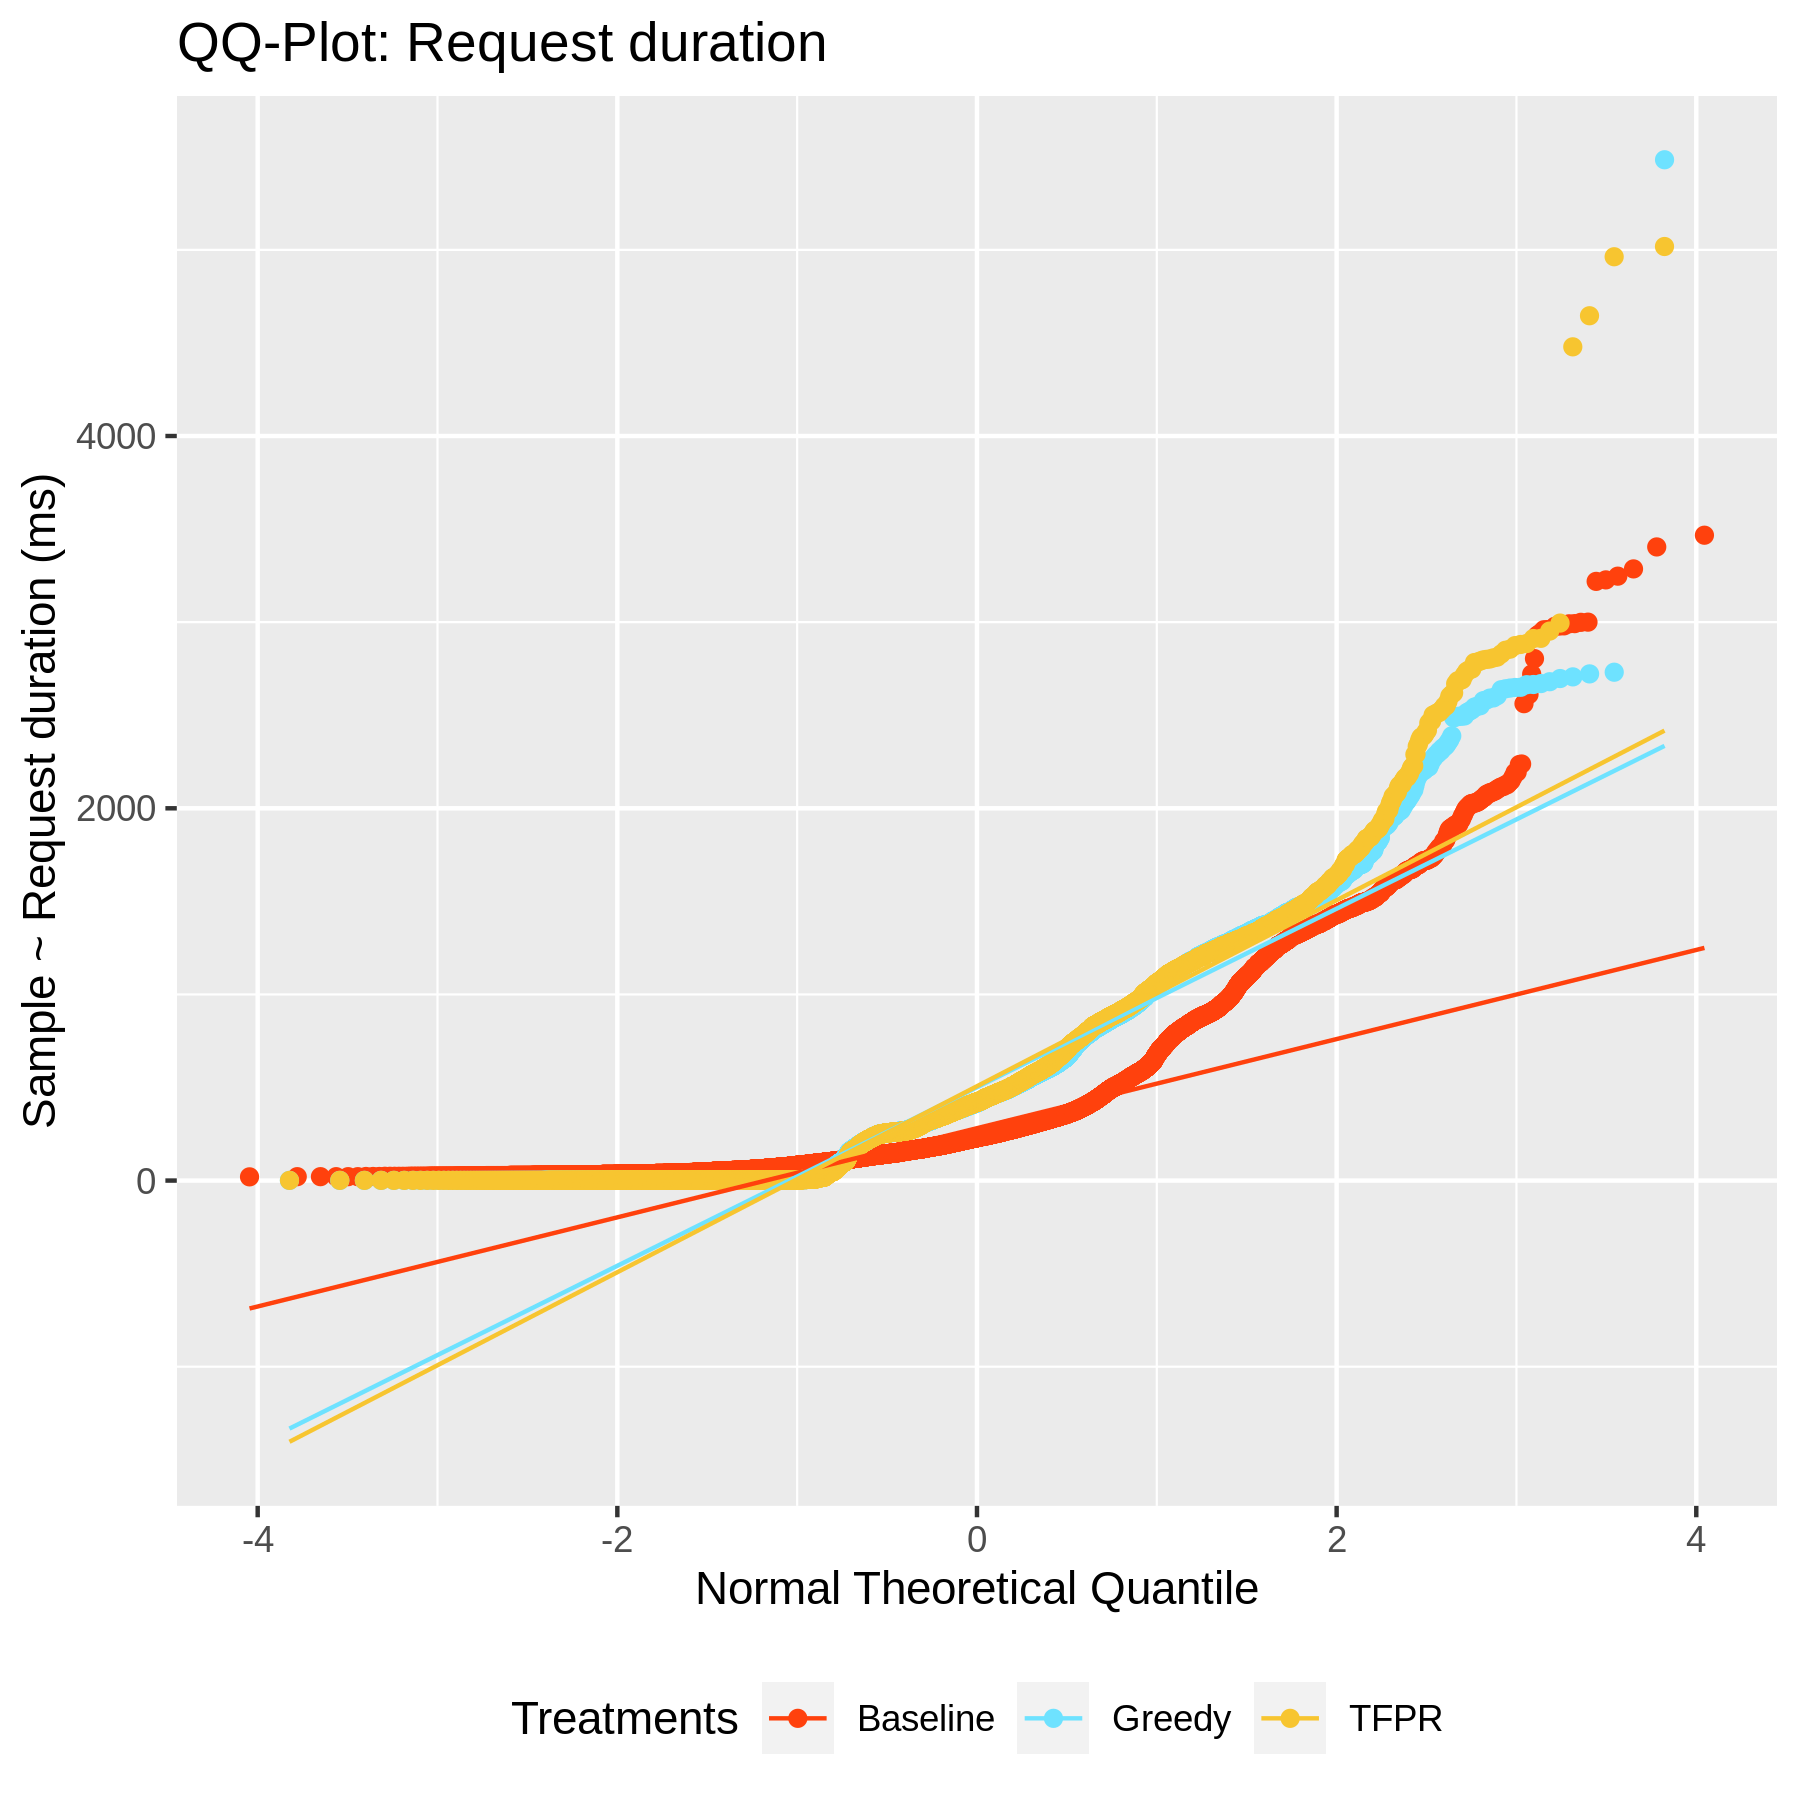 QQ-Plot: Request duration
Sample ~ Request duration (ms)
4000
2000
0
-4 -2 0 2 4
Normal Theoretical Quantile
Treatments Baseline Greedy TFPR